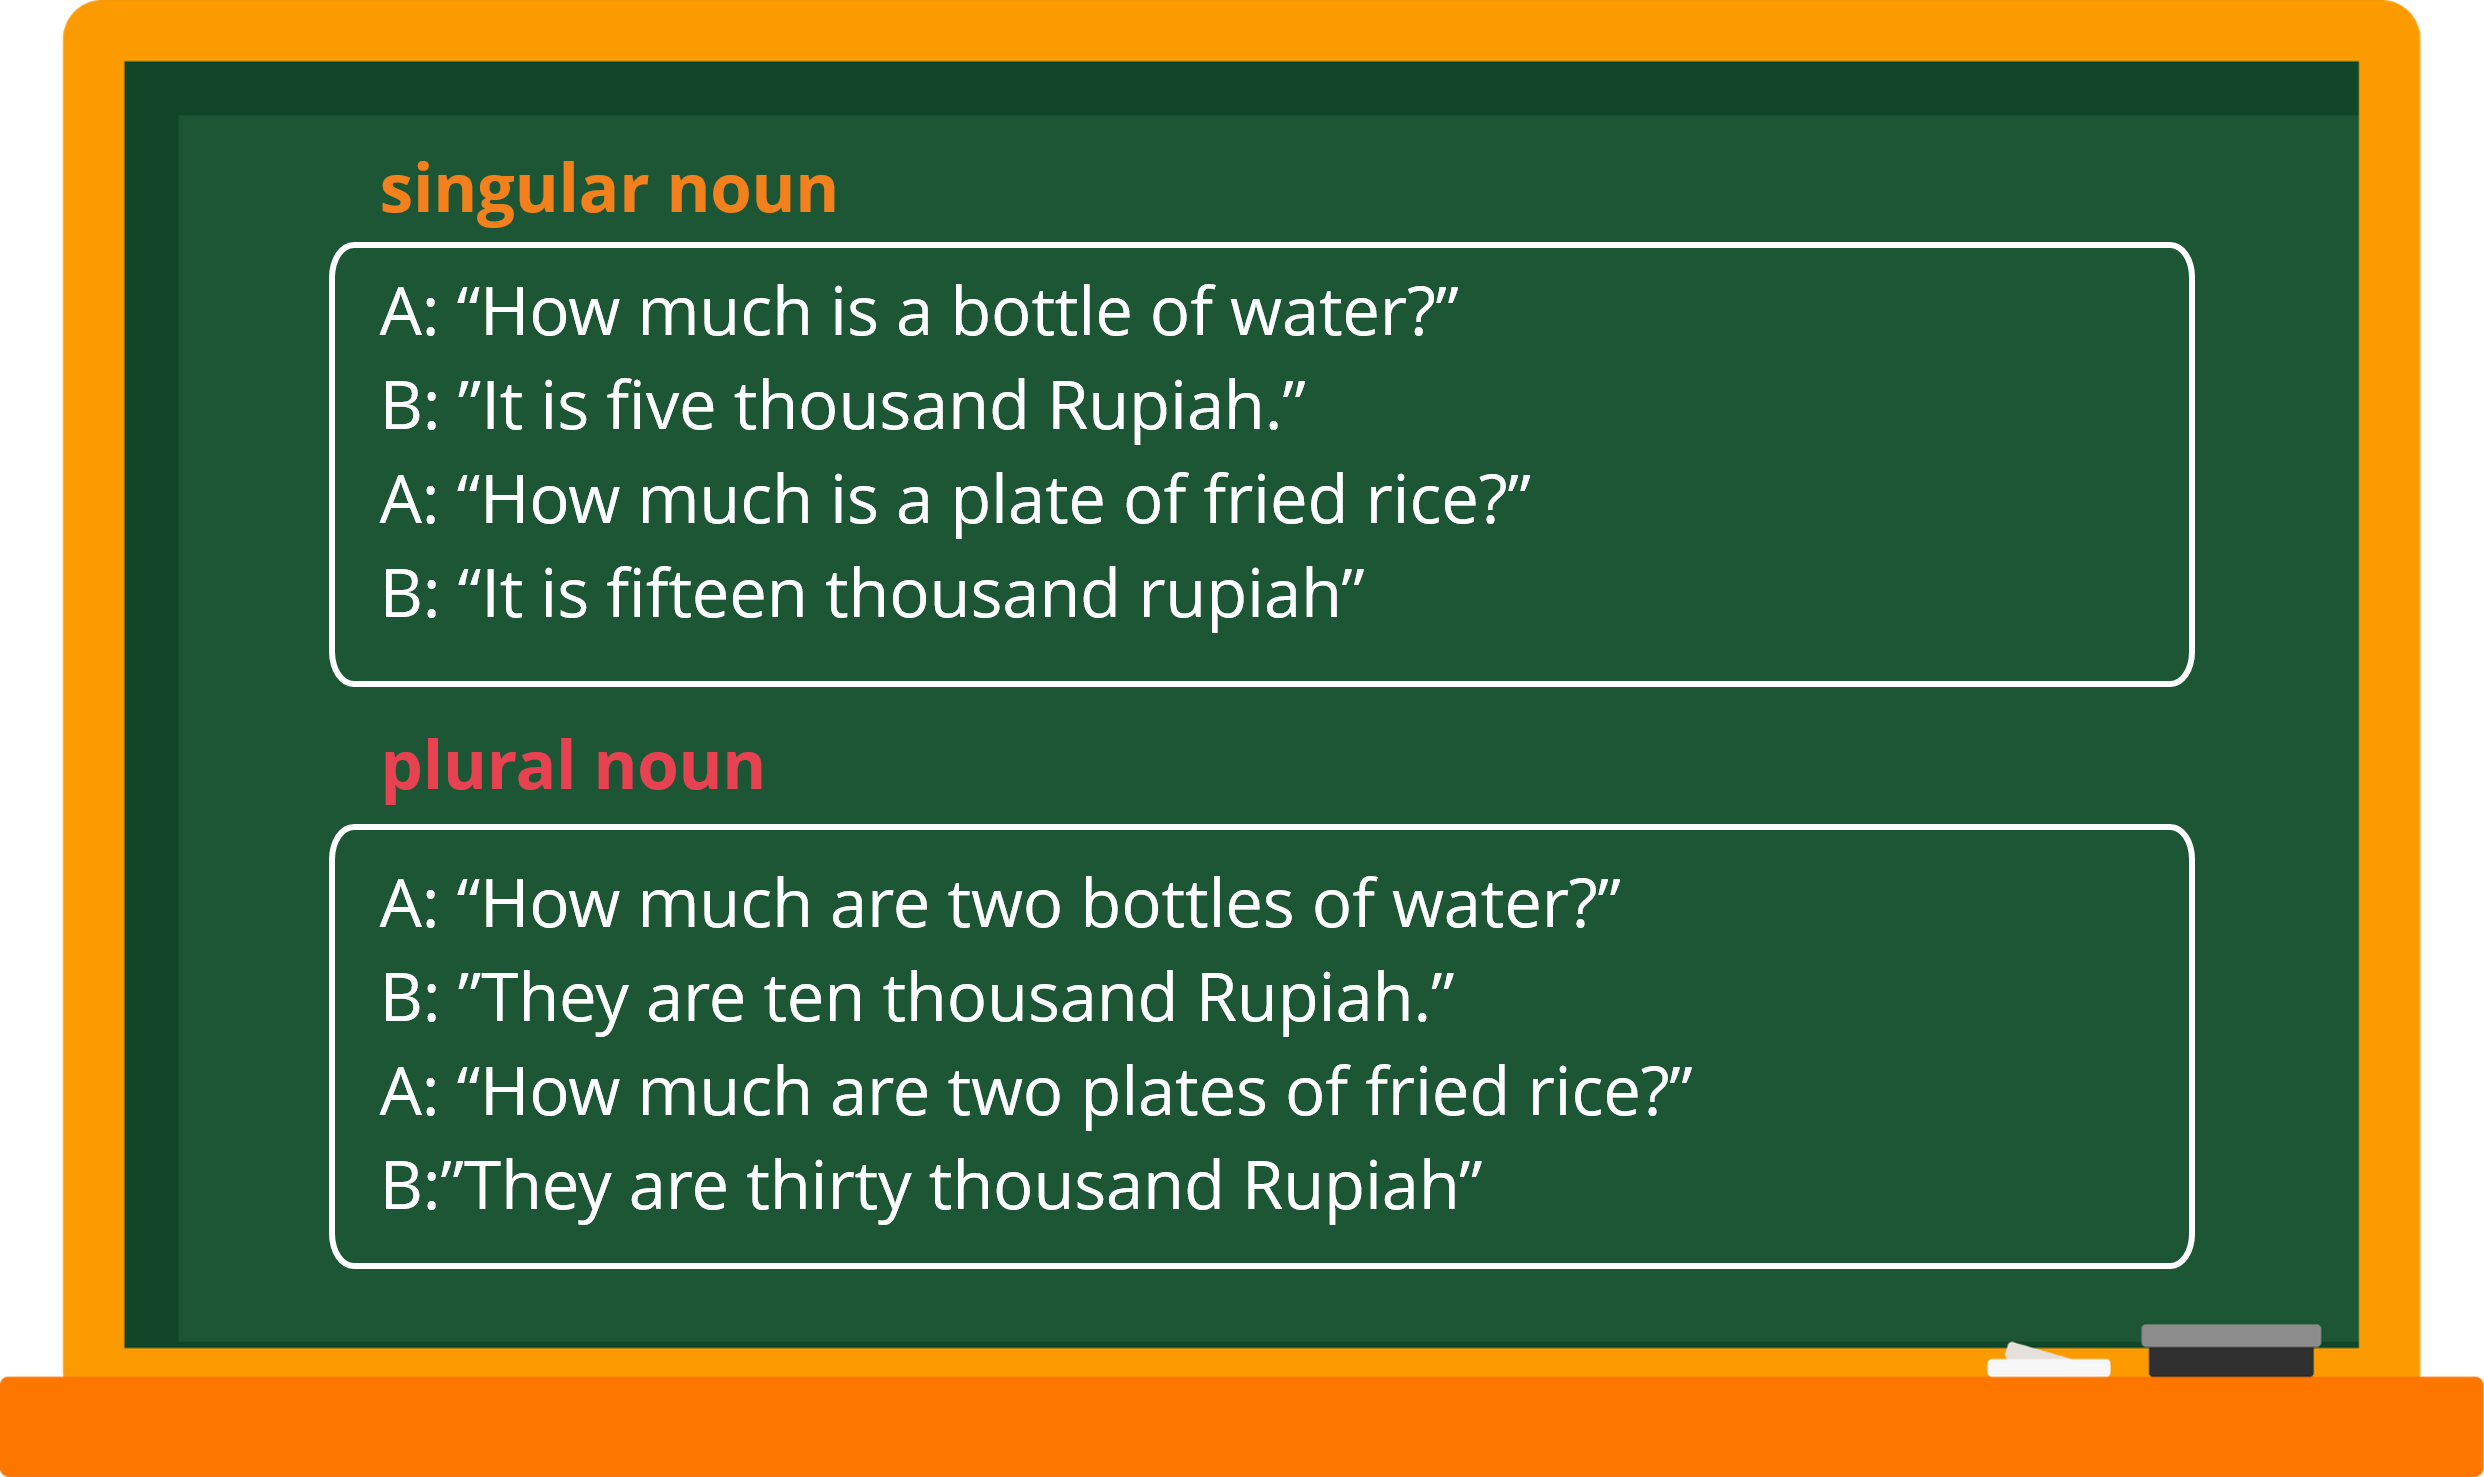 singular noun
A: “How much is a bottle of water?”
B: ”It is five thousand Rupiah.”
A: “How much is a plate of fried rice?”
B: “It is fifteen thousand rupiah”
plural noun
A: “How much are two bottles of water?”
B: ”They are ten thousand Rupiah.”
A: “How much are two plates of fried rice?”
B:”They are thirty thousand Rupiah”